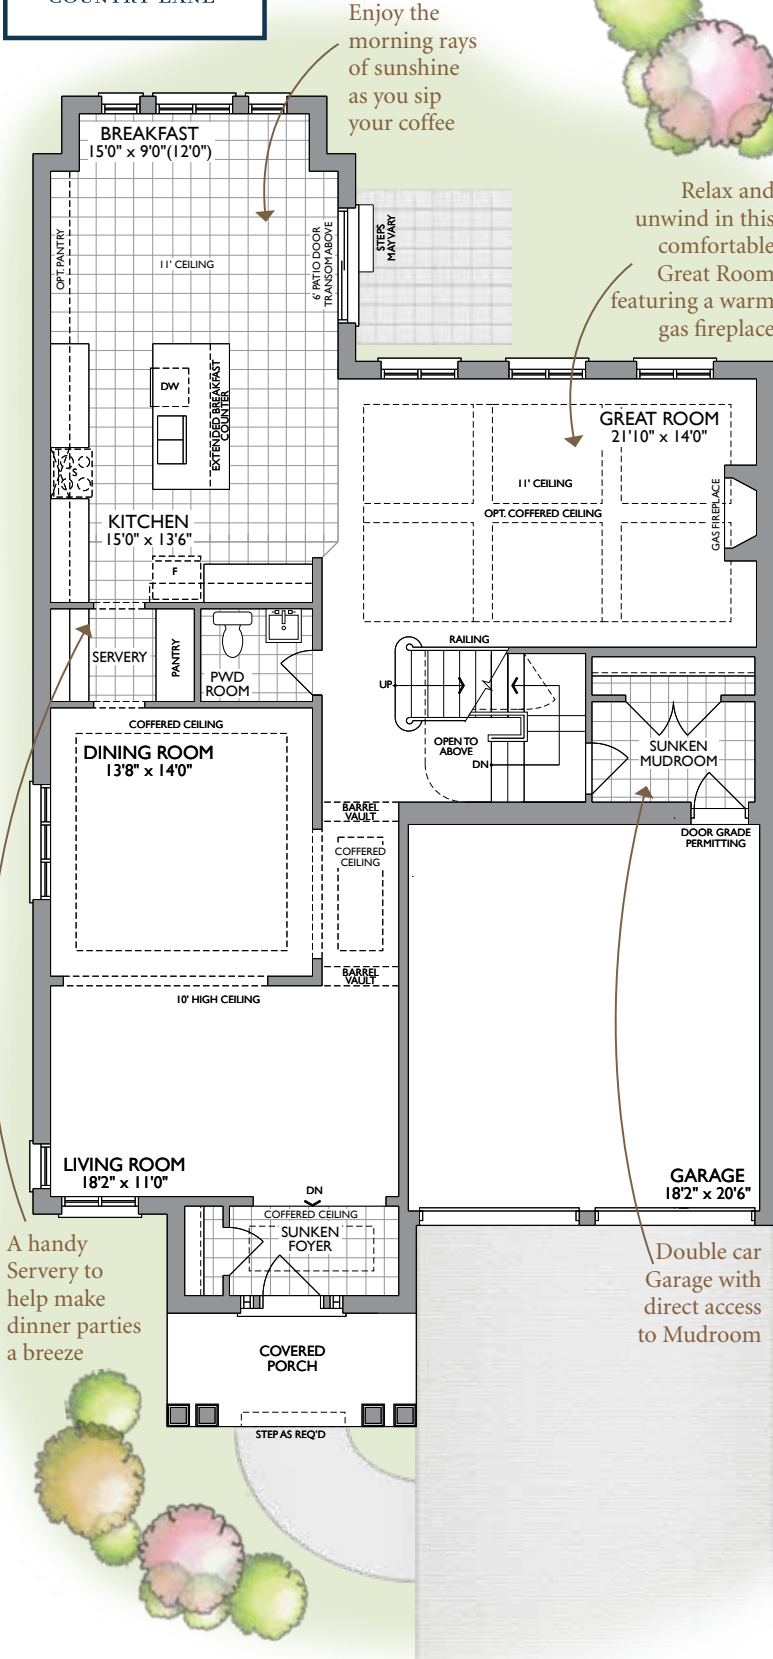 COUNTRY LANE
Enjoy the
morning rays
of sunshine
as you sip
your coffee
BREAKFAST
15'0" x 9'0"(12'0")
OPT. PANTRY
11' CEILING
6' PATIO DOOR
TRANSOM ABOVE
STEPS
MAY VARY
Relax and
unwind in this
comfortable
Great Room
featuring a warm
gas fireplace
DW
EXTENDED BREAKFAST
COUNTER
S
KITCHEN
15'0" x 13'6"
F
GREAT ROOM
21'10" x 14'0"
11' CEILING
OPT. COFFERED CEILING
GAS FIREPLACE
SERVERY
PANTRY
PWD
ROOM
RAILING
UP
OPEN TO
ABOVE
DN
SUNKEN
MUDROOM
COFFERED CEILING
DINING ROOM
13'8" x 14'0"
BARREL
VAULT
COFFERED
CEILING
BARREL
VAULT
DOOR GRADE
PERMITTING
10' HIGH CEILING
LIVING ROOM
18'2" x 11'0"
GARAGE
18'2" x 20'6"
DN
COFFERED CEILING
SUNKEN
FOYER
A handy
Servery to
help make
dinner parties
a breeze
Double car
Garage with
direct access
to Mudroom
COVERED
PORCH
STEP AS REQ'D